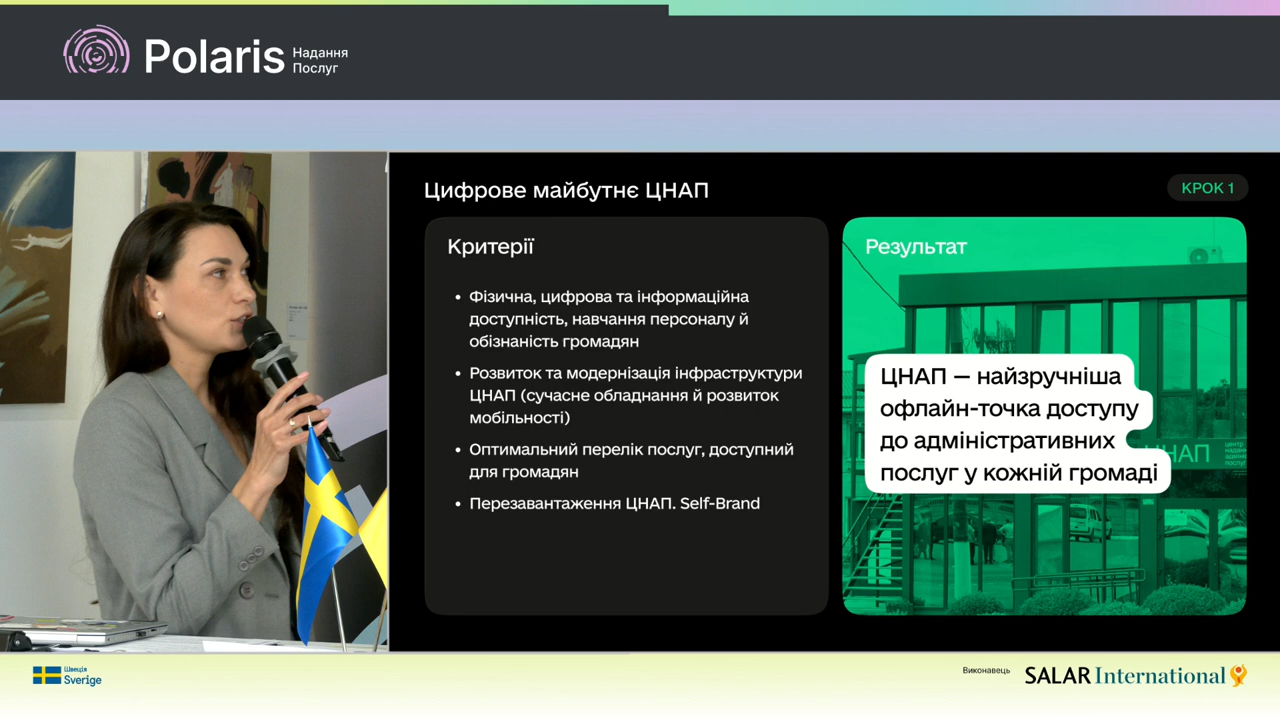 Polaris
Надання
Послуг
Цифрове майбутнє ЦНАП
КРОК 1
Критерії
• Фізична, цифрова та інформаційна
доступність, навчання персоналу й
обізнаність громадян
• Розвиток та модернізація інфраструктури
ЦНАП (сучасне обладнання й розвиток
мобільності)
• Оптимальний перелік послуг, доступний
для громадян
• Перезавантаження ЦНАП. Self-Brand
Результат
ЦНАП — найзручніша
офлайн-точка доступу
до адміністративних
послуг у кожній громаді
ЦНАП
Швеція
Sverige
Виконавець
SALAR International